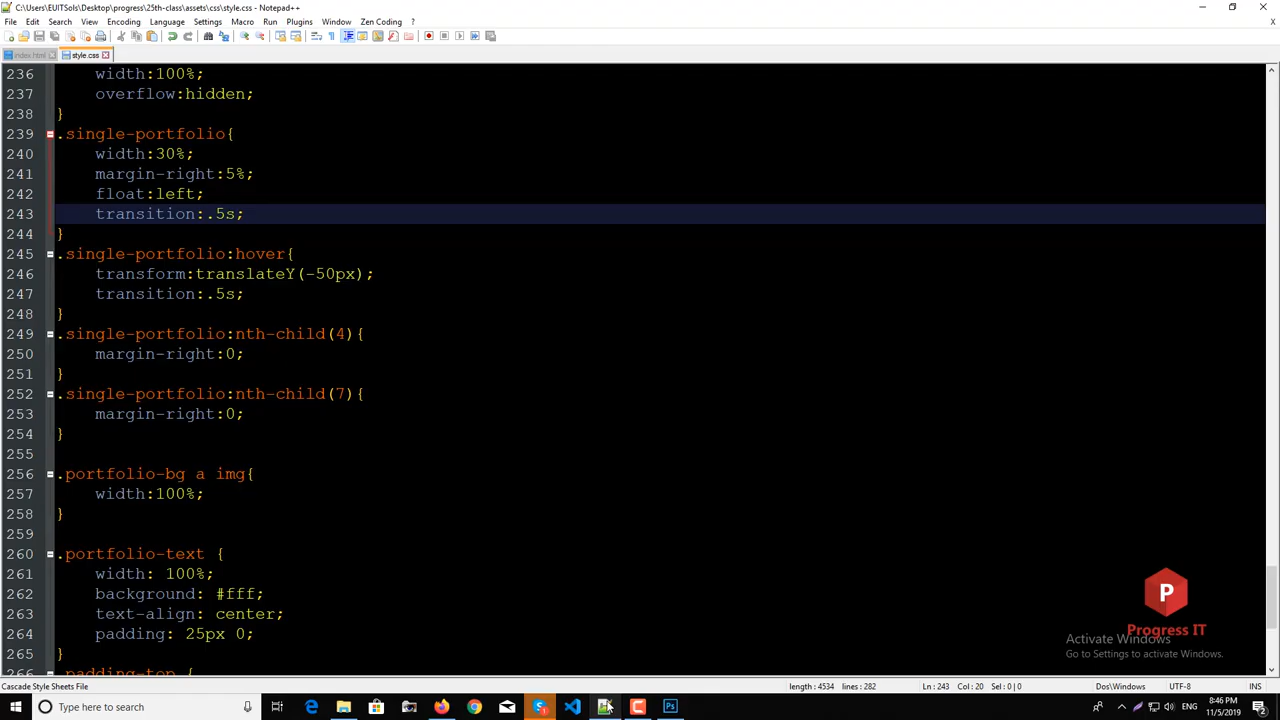 C:\Users\EUITSols\Desktop\progress\25th-class\assets\css\style.css - Notepad++
File Edit Search View Encoding Language Settings Macro Run Plugins Window Zen Coding ?
index.html style.css
236 width:100%;
237 overflow:hidden;
238 }
239 .single-portfolio{
240 width:30%;
241 margin-right:5%;
242 float:left;
243 transition:.5s;
244 }
245 .single-portfolio:hover{
246 transform:translateY(-50px);
247 transition:.5s;
248 }
249 .single-portfolio:nth-child(4){
250 margin-right:0;
251 }
252 .single-portfolio:nth-child(7){
253 margin-right:0;
254 }
255
256 .portfolio-bg a img{
257 width:100%;
258 }
259
260 .portfolio-text {
261 width: 100%;
262 background: #fff;
263 text-align: center;
264 padding: 25px 0;
265 }
266 .padding-top {
P
Progress IT
Activate Windows
Go to Settings to activate Windows.
Cascade Style Sheets File length : 4534 lines : 282 Ln : 243 Col : 20 Sel : 0 | 0 Dos\Windows UTF-8 INS
Type here to search ENG 8:46 PM
11/5/2019 2